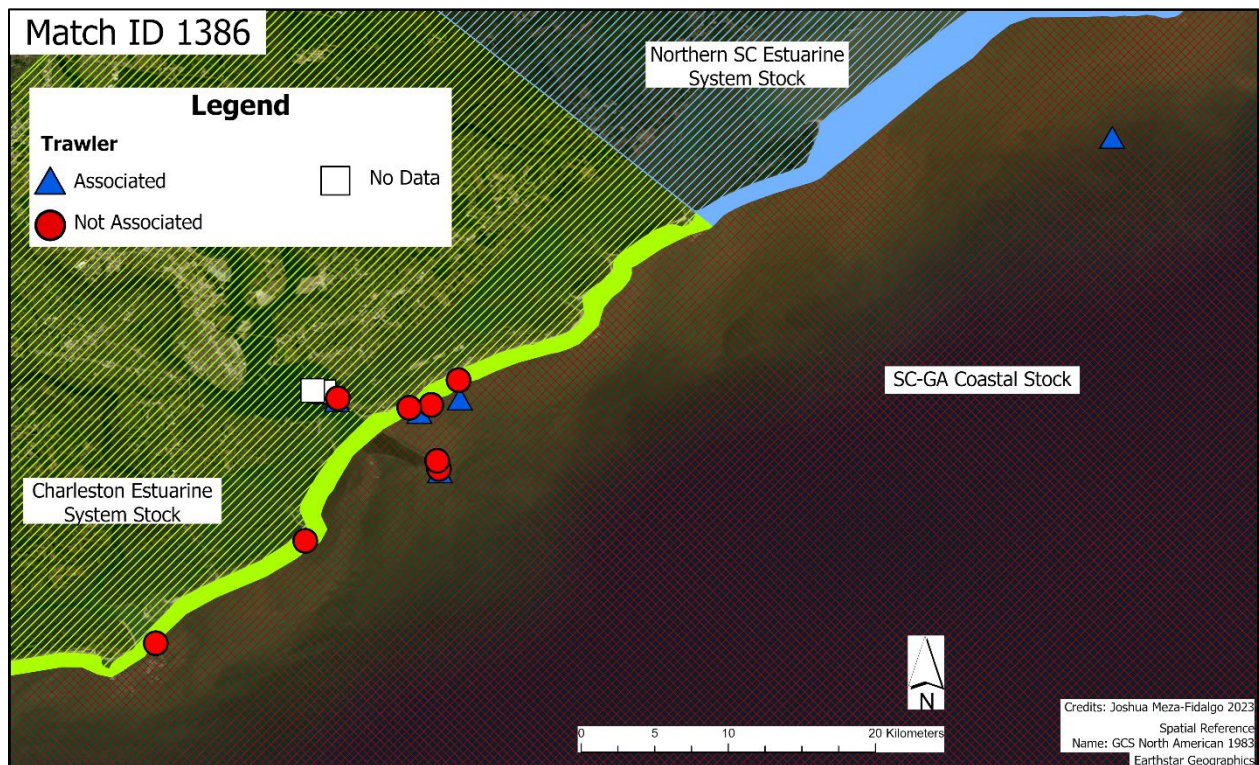 Match ID 1386
Northern SC Estuarine
System Stock
Legend
Trawler
Associated
No Data
Not Associated
SC-GA Coastal Stock
Charleston Estuarine
System Stock
N
0 5 10 20 Kilometers
Credits: Joshua Meza-Fidalgo 2023
Spatial Reference
Name: GCS North American 1983
Earthstar Geographics